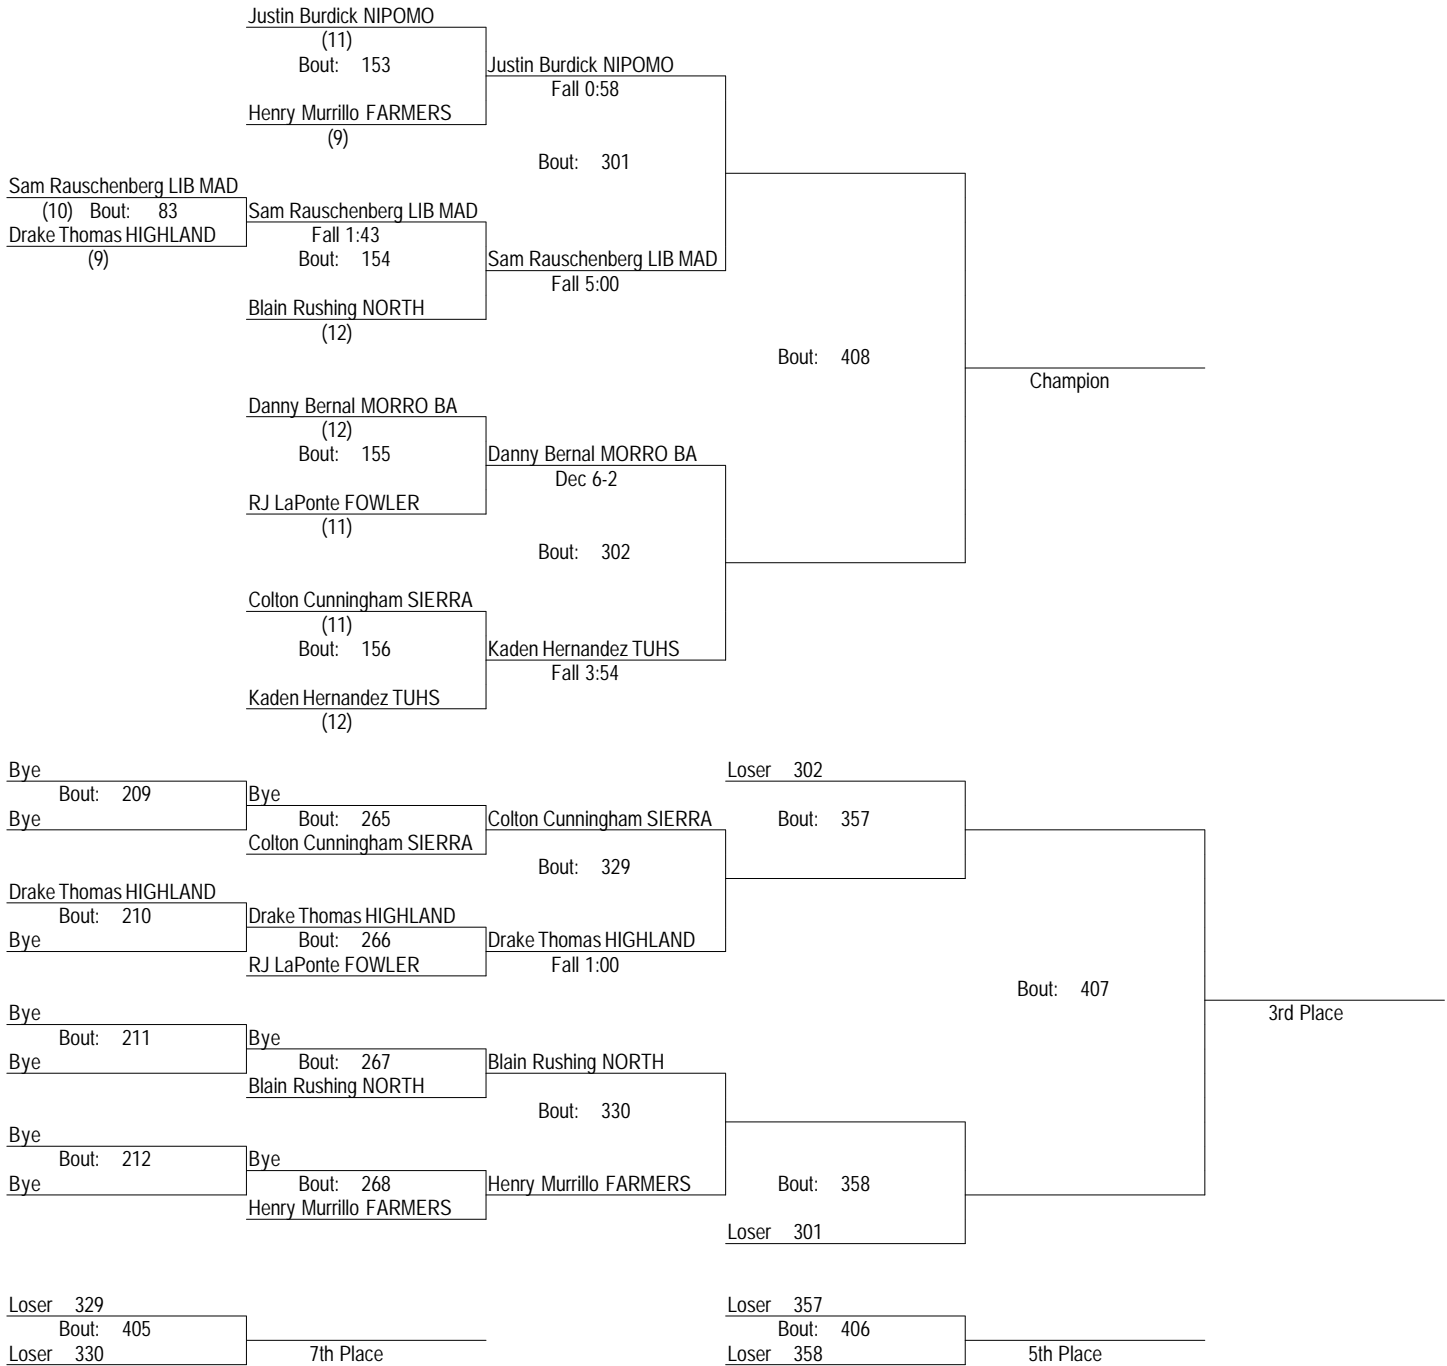 Justin Burdick NIPOMO
(11)
Bout: 153
Justin Burdick NIPOMO
Fall 0:58
Henry Murrillo FARMERS
(9)
Bout: 301
Sam Rauschenberg LIB MAD
(10) Bout: 83
Sam Rauschenberg LIB MAD
Drake Thomas HIGHLAND
Fall 1:43
(9)
Bout: 154
Sam Rauschenberg LIB MAD
Fall 5:00
Blain Rushing NORTH
(12)
Bout: 408
Champion
Danny Bernal MORRO BA
(12)
Bout: 155
Danny Bernal MORRO BA
Dec 6-2
RJ LaPonte FOWLER
(11)
Bout: 302
Colton Cunningham SIERRA
(11)
Bout: 156
Kaden Hernandez TUHS
Fall 3:54
Kaden Hernandez TUHS
(12)
Bye
Loser 302
Bout: 209
Bye
Bye
Bout: 265
Colton Cunningham SIERRA
Bout: 357
Colton Cunningham SIERRA
Bout: 329
Drake Thomas HIGHLAND
Bout: 210
Drake Thomas HIGHLAND
Bye
Bout: 266
Drake Thomas HIGHLAND
RJ LaPonte FOWLER
Fall 1:00
Bout: 407
3rd Place
Bye
Bout: 211
Bye
Bye
Bout: 267
Blain Rushing NORTH
Blain Rushing NORTH
Bout: 330
Bye
Bout: 212
Bye
Bye
Bout: 268
Henry Murrillo FARMERS
Bout: 358
Henry Murrillo FARMERS
Loser 301
Loser 329
Loser 357
Bout: 405
Bout: 406
Loser 330
7th Place
Loser 358
5th Place